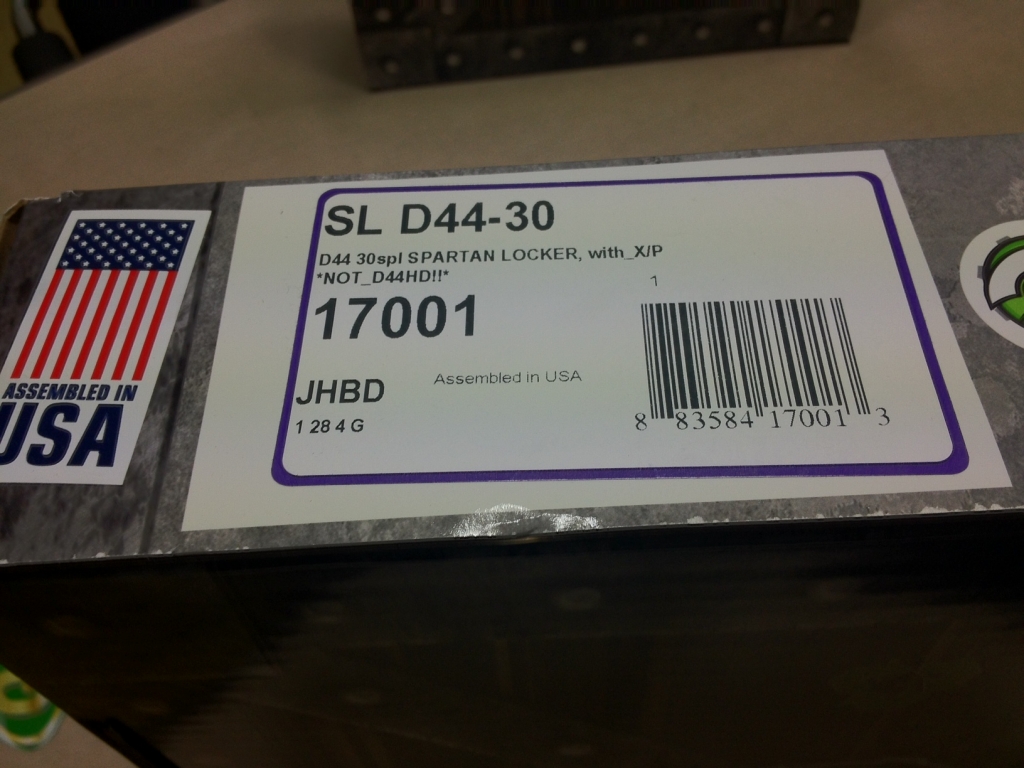 SL D44-30
D44 30spl SPARTAN LOCKER, with_X/P
*NOT_D44HD!!*
1
17001
JHBD
Assembled in USA
1 28 4 G
8 83584 17001 3
ASSEMBLED IN
USA